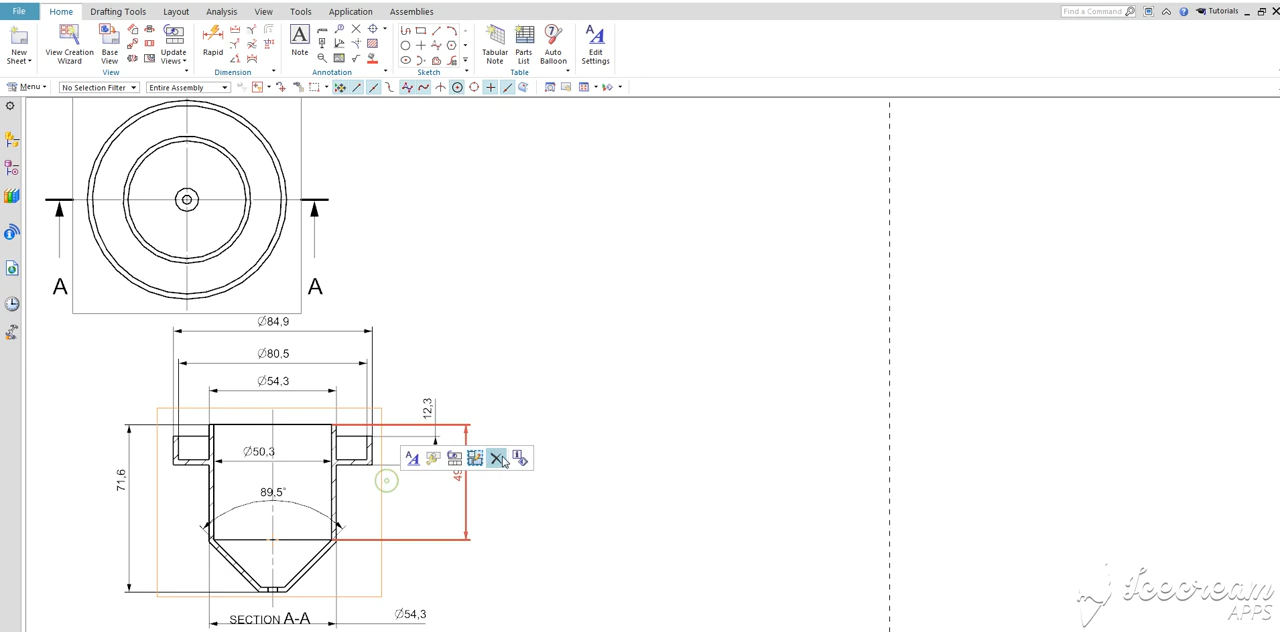 File Home Drafting Tools Layout Analysis View Tools Application Assemblies Find a Command Tutorials
New Sheet View Creation Wizard Base View Update Views Rapid Note Tabular Note Parts List Auto Balloon Edit Settings
View Dimension Annotation Sketch Table
Menu No Selection Filter Entire Assembly
A A
Ø84,9
Ø80,5
Ø54,3
12,3
Ø50,3
71,6
49
89,5°
SECTION A-A
Ø54,3
Icecream
APPS